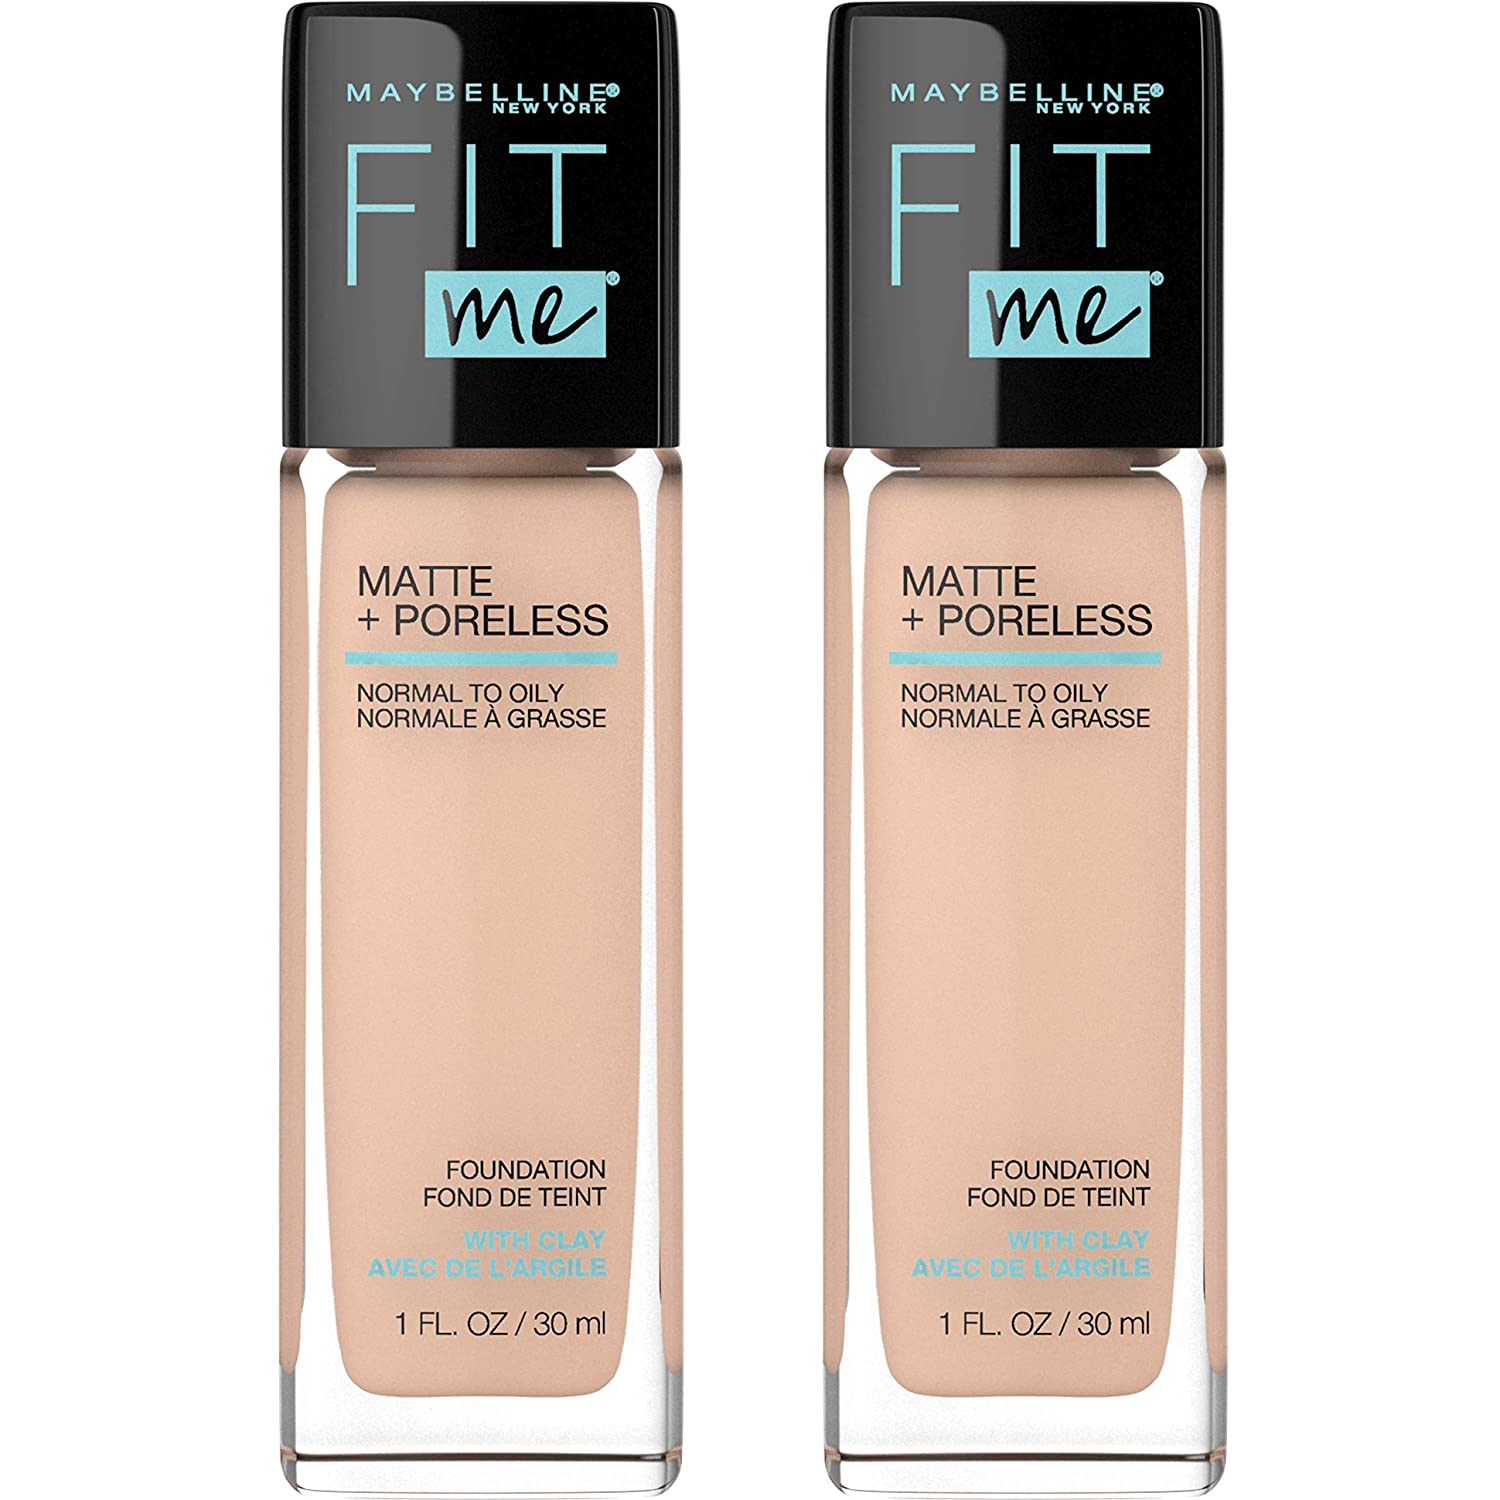 MAYBELLINE®
NEW YORK
FIT
me®
MATTE
+ PORELESS
NORMAL TO OILY
NORMALE À GRASSE
FOUNDATION
FOND DE TEINT
WITH CLAY
AVEC DE L'ARGILE
1 FL. OZ / 30 ml
MAYBELLINE®
NEW YORK
FIT
me®
MATTE
+ PORELESS
NORMAL TO OILY
NORMALE À GRASSE
FOUNDATION
FOND DE TEINT
WITH CLAY
AVEC DE L'ARGILE
1 FL. OZ / 30 ml